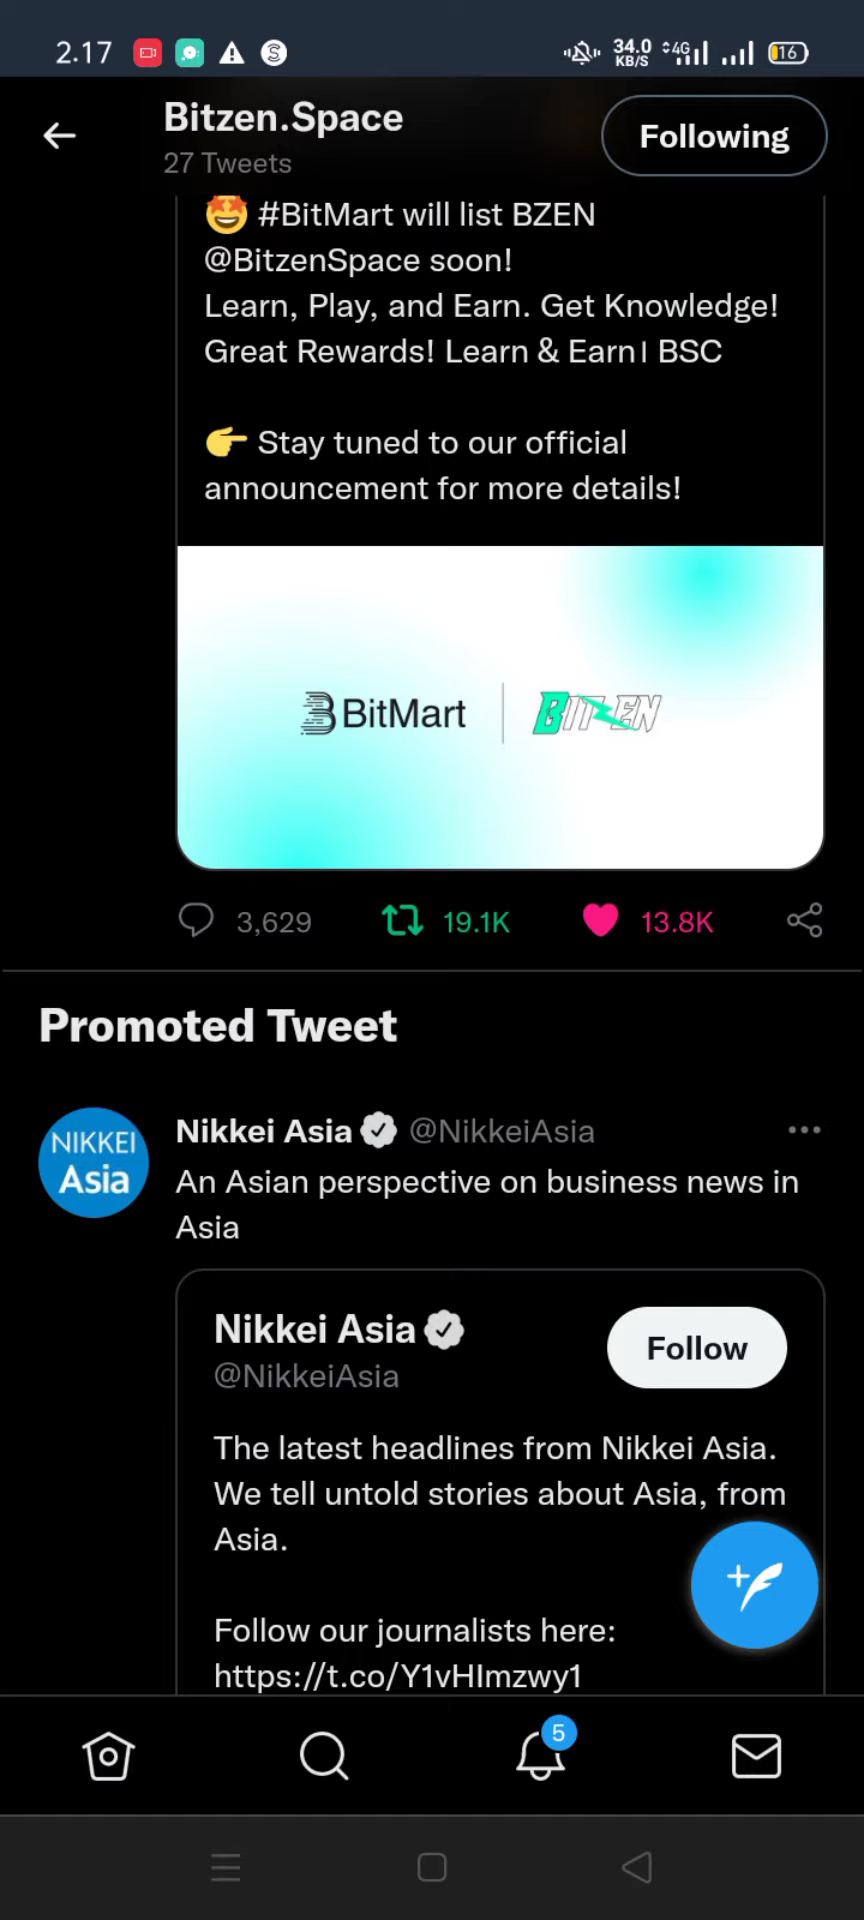 2.17
34.0
KB/S
4G
16
Bitzen.Space
27 Tweets
Following
#BitMart will list BZEN
@BitzenSpace soon!
Learn, Play, and Earn. Get Knowledge!
Great Rewards! Learn & Earn। BSC
👉 Stay tuned to our official
announcement for more details!
BitMart
BITZEN
3,629
19.1K
13.8K
Promoted Tweet
NIKKEI
Asia
Nikkei Asia @NikkeiAsia
An Asian perspective on business news in
Asia
Nikkei Asia
@NikkeiAsia
Follow
The latest headlines from Nikkei Asia.
We tell untold stories about Asia, from
Asia.
Follow our journalists here:
https://t.co/Y1vHImzwy1
5